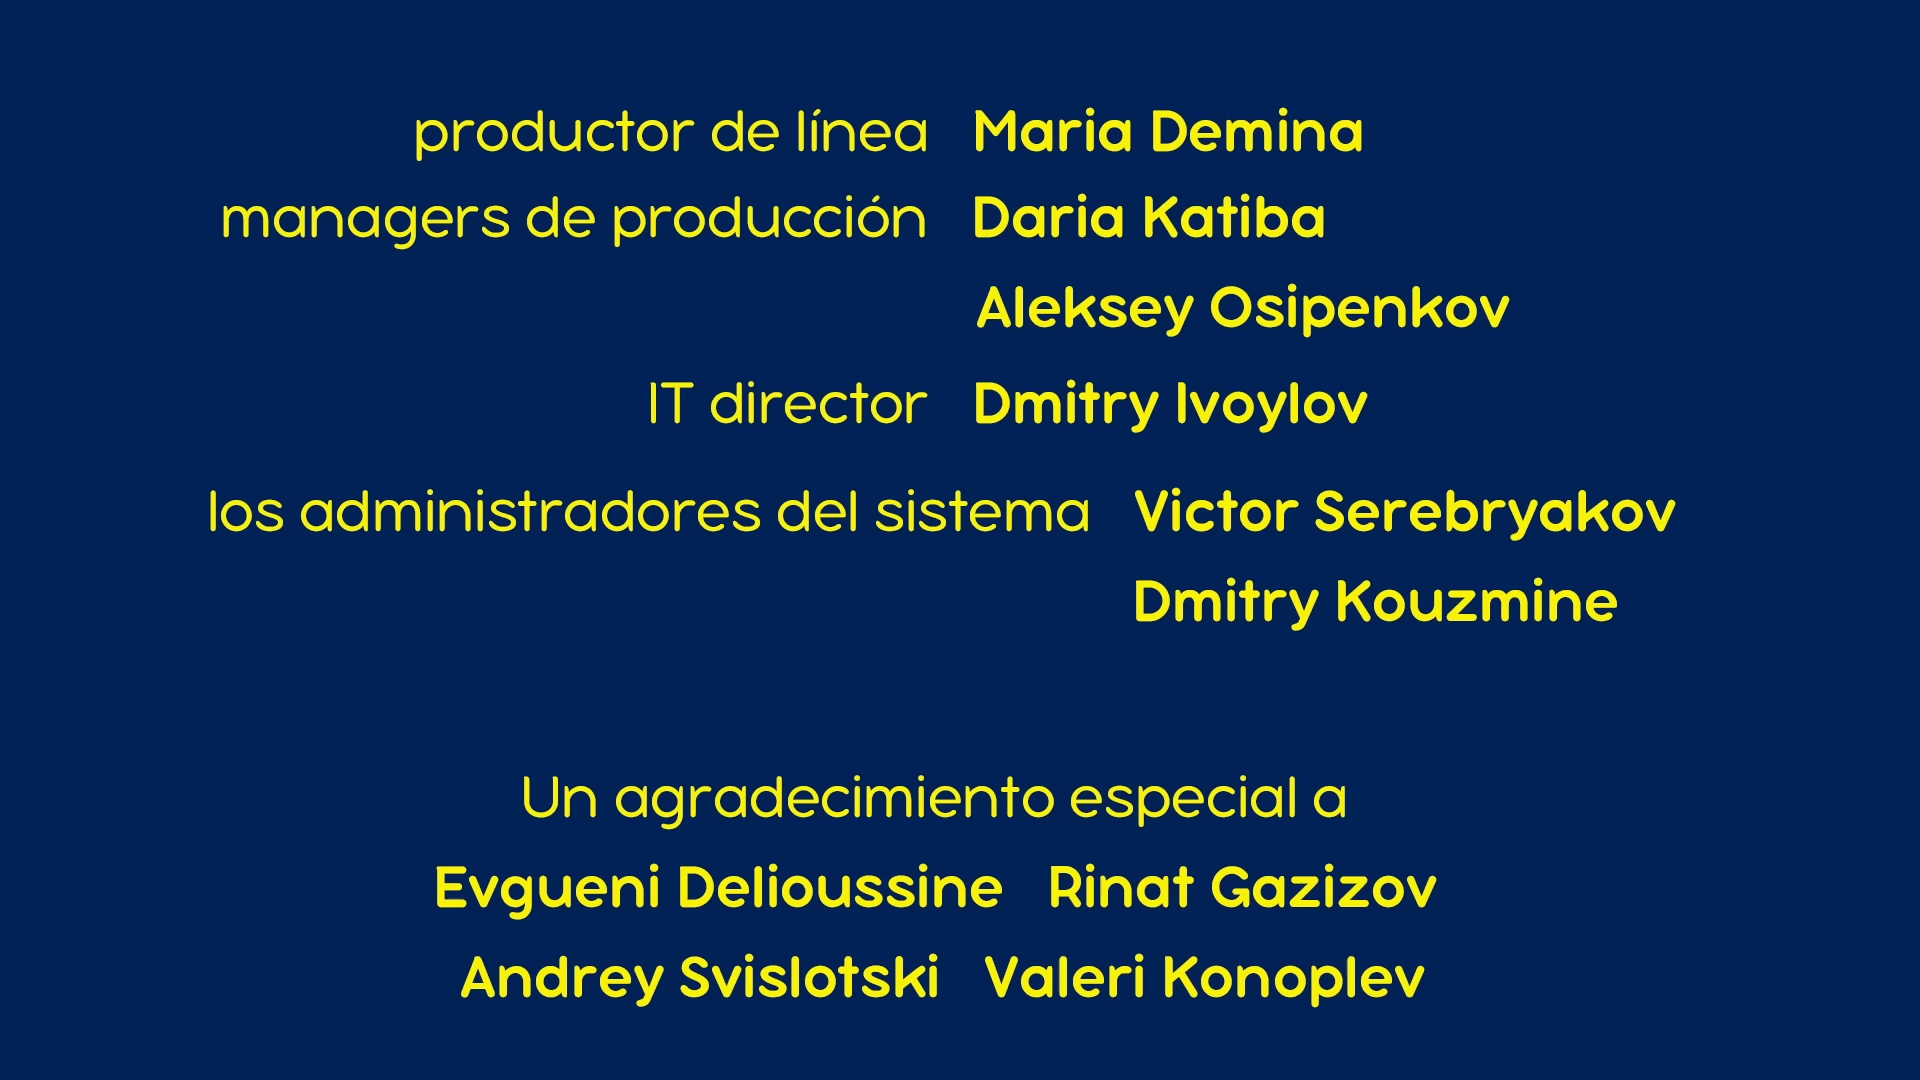 productor de línea Maria Demina
managers de producción Daria Katiba
Aleksey Osipenkov
IT director Dmitry Ivoylov
los administradores del sistema Victor Serebryakov
Dmitry Kouzmine
Un agradecimiento especial a
Evgueni Delioussine Rinat Gazizov
Andrey Svislotski Valeri Konoplev